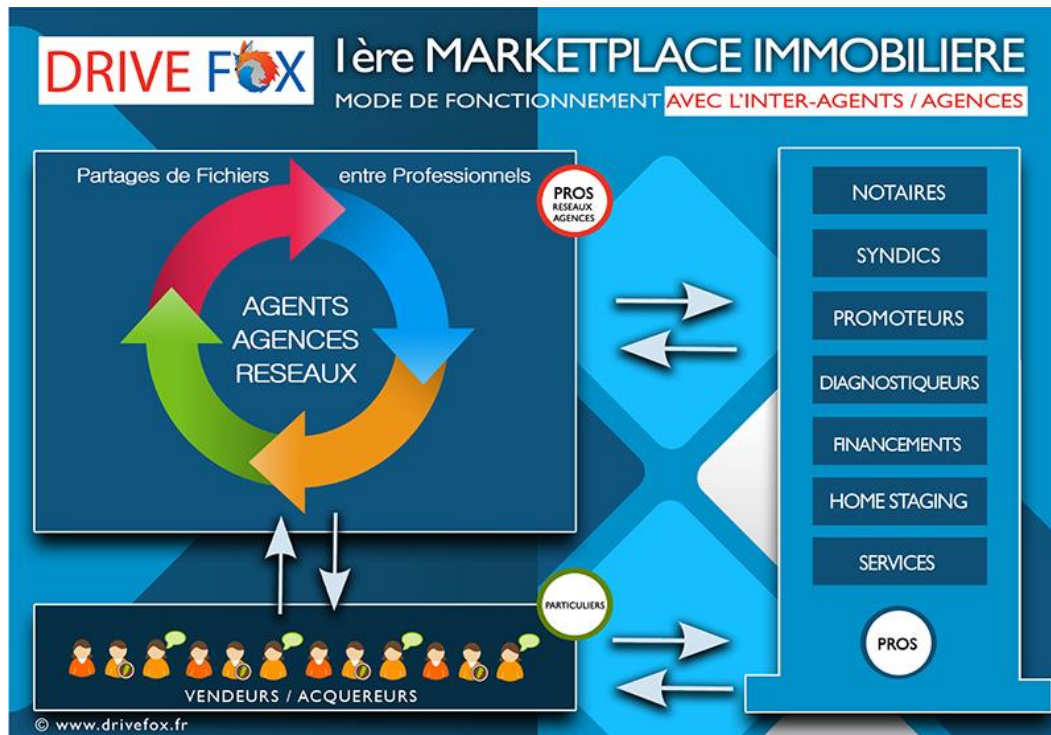 DRIVE FOX
1ère MARKETPLACE IMMOBILIERE
MODE DE FONCTIONNEMENT AVEC L'INTER-AGENTS / AGENCES
Partages de Fichiers entre Professionnels
PROS
RESEAUX
AGENCES
AGENTS
AGENCES
RESEAUX
NOTAIRES
SYNDICS
PROMOTEURS
DIAGNOSTIQUEURS
FINANCEMENTS
HOME STAGING
SERVICES
PROS
PARTICULIERS
VENDEURS / ACQUEREURS
© www.drivefox.fr